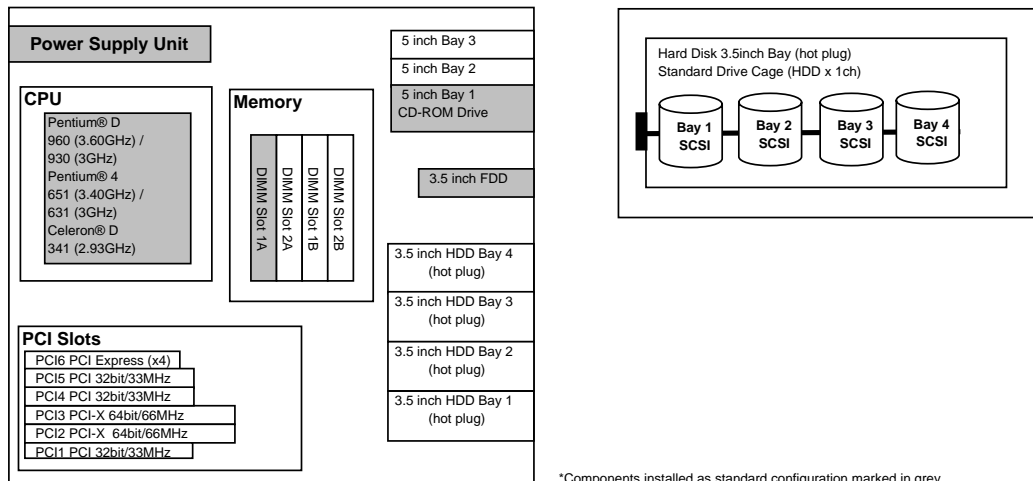 Power Supply Unit
CPU
Pentium® D
960 (3.60GHz) /
930 (3GHz)
Pentium® 4
651 (3.40GHz) /
631 (3GHz)
Celeron® D
341 (2.93GHz)
Memory
DIMM Slot 1A
DIMM Slot 2A
DIMM Slot 1B
DIMM Slot 2B
5 inch Bay 3
5 inch Bay 2
5 inch Bay 1
CD-ROM Drive
3.5 inch FDD
3.5 inch HDD Bay 4
(hot plug)
3.5 inch HDD Bay 3
(hot plug)
3.5 inch HDD Bay 2
(hot plug)
3.5 inch HDD Bay 1
(hot plug)
PCI Slots
PCI6 PCI Express (x4)
PCI5 PCI 32bit/33MHz
PCI4 PCI 32bit/33MHz
PCI3 PCI-X 64bit/66MHz
PCI2 PCI-X 64bit/66MHz
PCI1 PCI 32bit/33MHz
Hard Disk 3.5inch Bay (hot plug)
Standard Drive Cage (HDD x 1ch)
Bay 1
SCSI
Bay 2
SCSI
Bay 3
SCSI
Bay 4
SCSI
*Components installed as standard configuration marked in grey